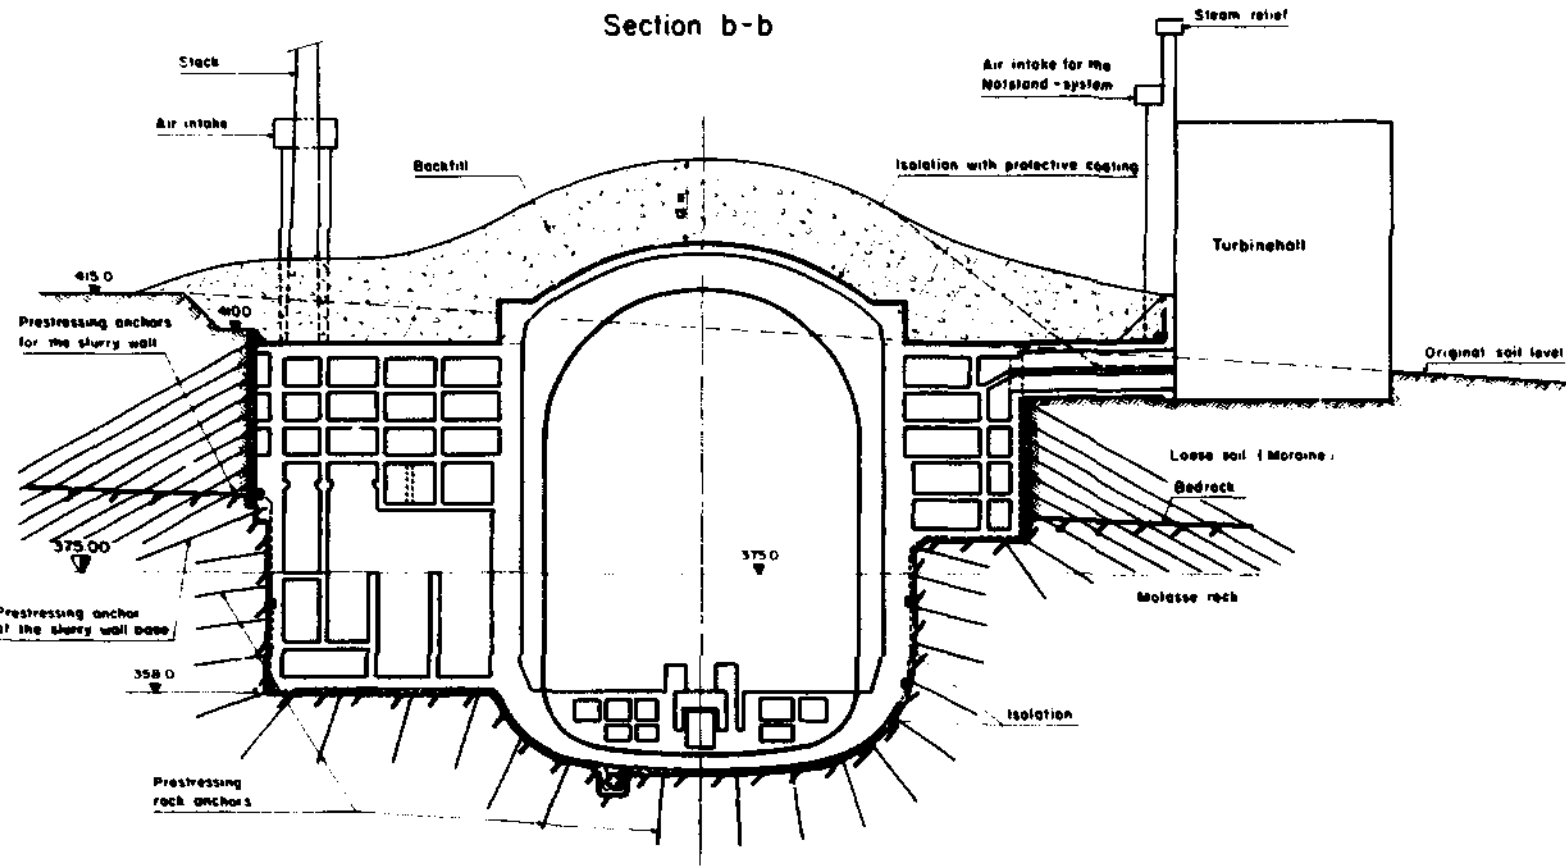 Section b-b
Steam relief
Stack
Air intake for the
Notstand-system
Air intake
Backfill
Isolation with protective coating
Turbinehall
415.0
410.0
Prestressing anchors
for the slurry wall
Original soil level
Loose soil (Moraine)
Bedrock
375.00
375.0
Molasse rock
Prestressing anchor
at the slurry wall base
358.0
Isolation
Prestressing
rock anchors